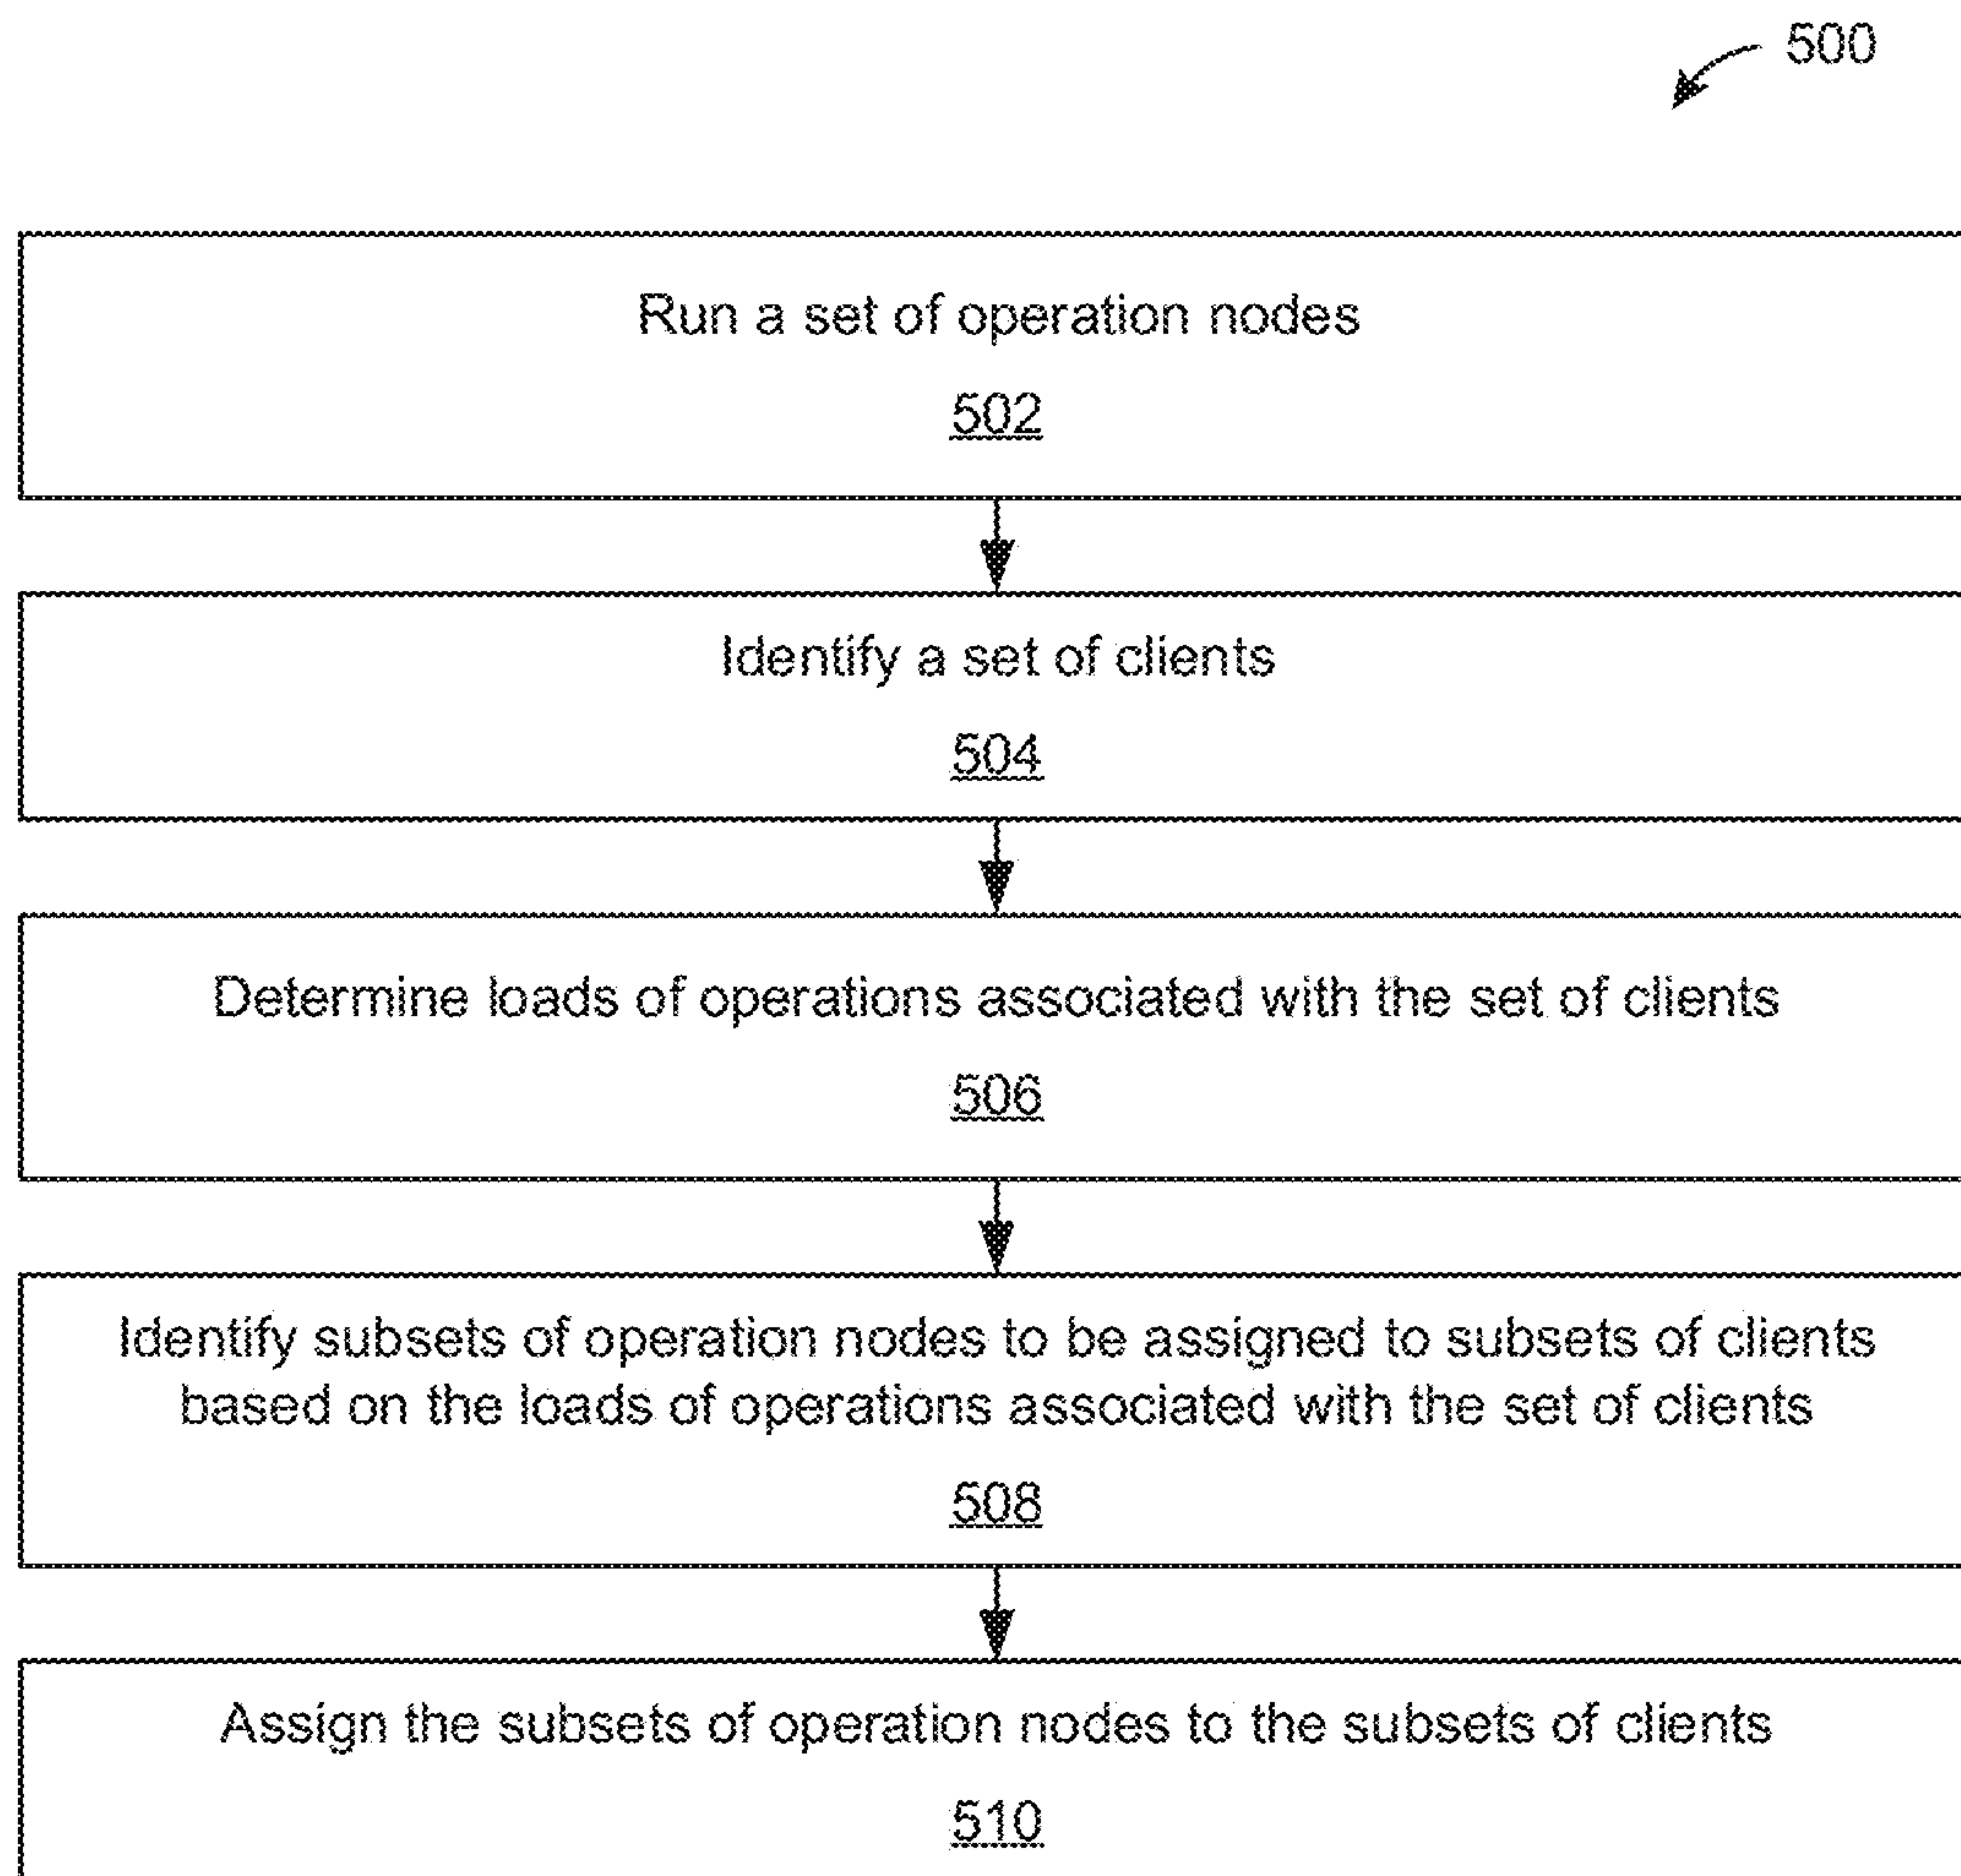 500
Run a set of operation nodes
502
Identify a set of clients
504
Determine loads of operations associated with the set of clients
506
Identify subsets of operation nodes to be assigned to subsets of clients
based on the loads of operations associated with the set of clients
508
Assign the subsets of operation nodes to the subsets of clients
510